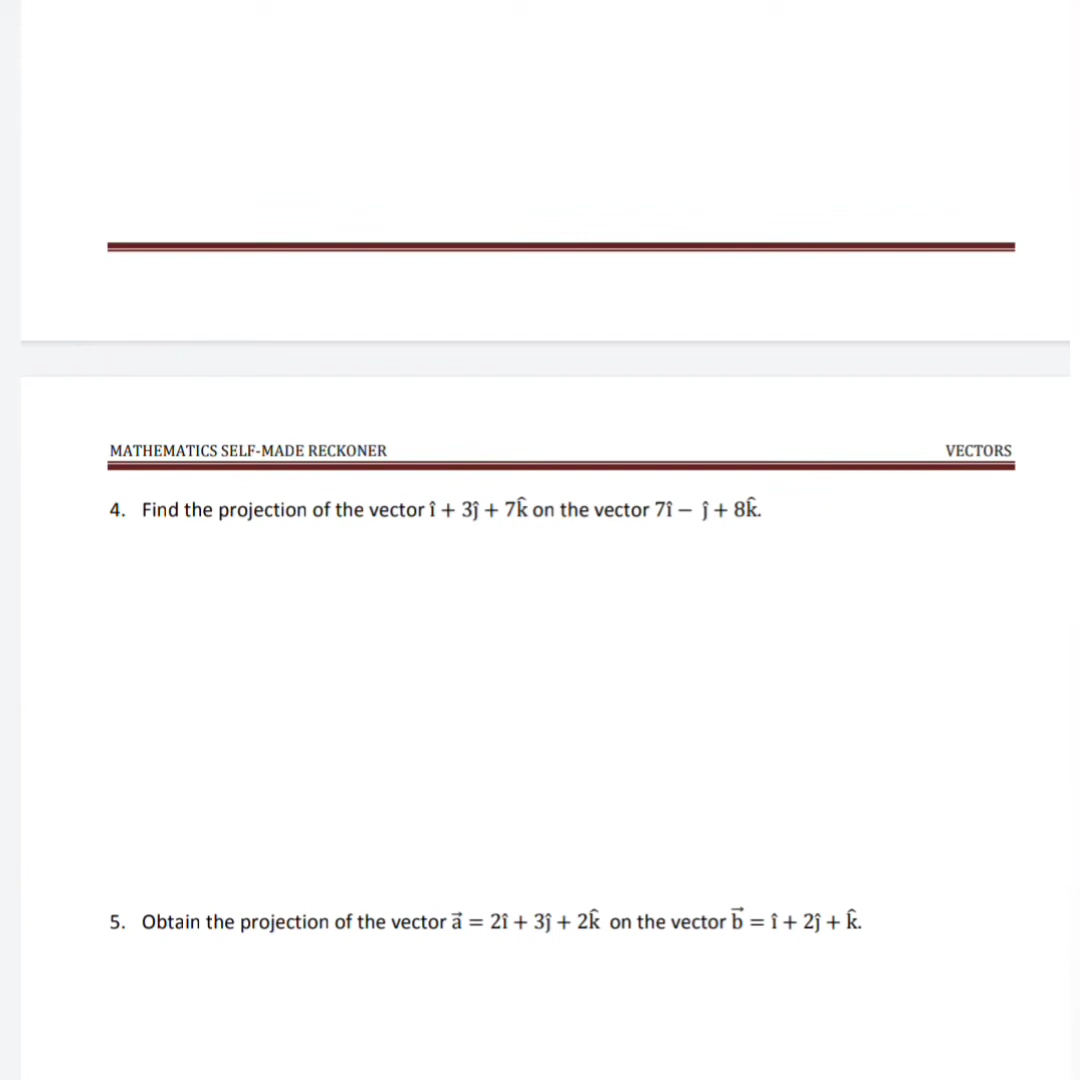 MATHEMATICS SELF-MADE RECKONER VECTORS
4. Find the projection of the vector î + 3ĵ + 7k̂ on the vector 7î − ĵ + 8k̂.
5. Obtain the projection of the vector a⃗ = 2î + 3ĵ + 2k̂ on the vector b⃗ = î + 2ĵ + k̂.